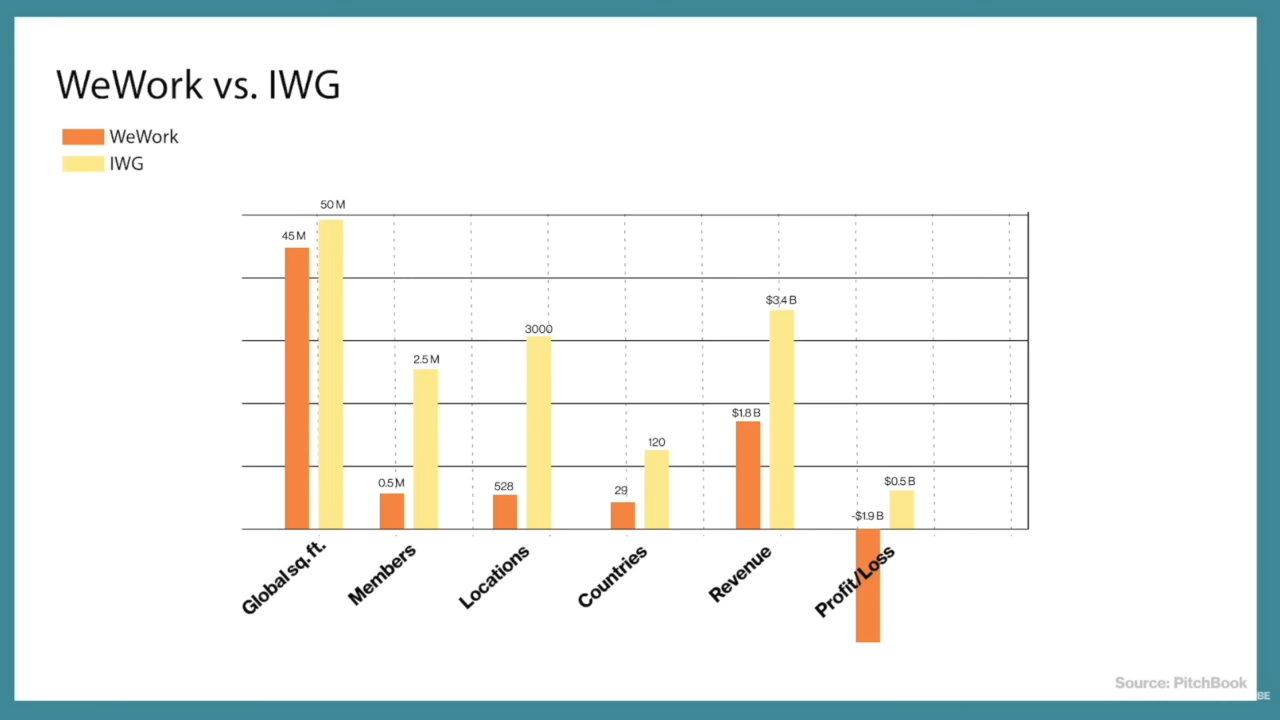 WeWork vs. IWG
WeWork
IWG
50 M
45 M
$3.4 B
3000
2.5 M
$1.8 B
120
0.5 M
528
29
$0.5 B
-$1.9 B
Global sq. ft.
Members
Locations
Countries
Revenue
Profit/Loss
Source: PitchBook
BE